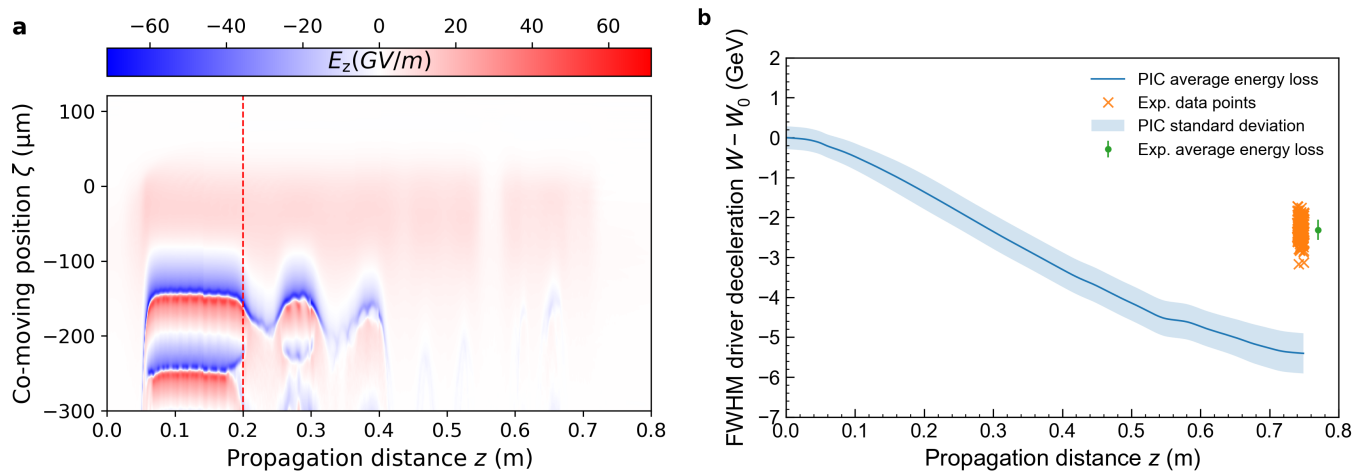 a
−60 −40 −20 0 20 40 60
E_z(GV/m)
Co-moving position ζ (μm)
100
0
−100
−200
−300
0.0 0.1 0.2 0.3 0.4 0.5 0.6 0.7 0.8
Propagation distance z (m)
b
FWHM driver deceleration W − W_0 (GeV)
2
1
0
−1
−2
−3
−4
−5
−6
−7
PIC average energy loss
Exp. data points
PIC standard deviation
Exp. average energy loss
0.0 0.1 0.2 0.3 0.4 0.5 0.6 0.7 0.8
Propagation distance z (m)